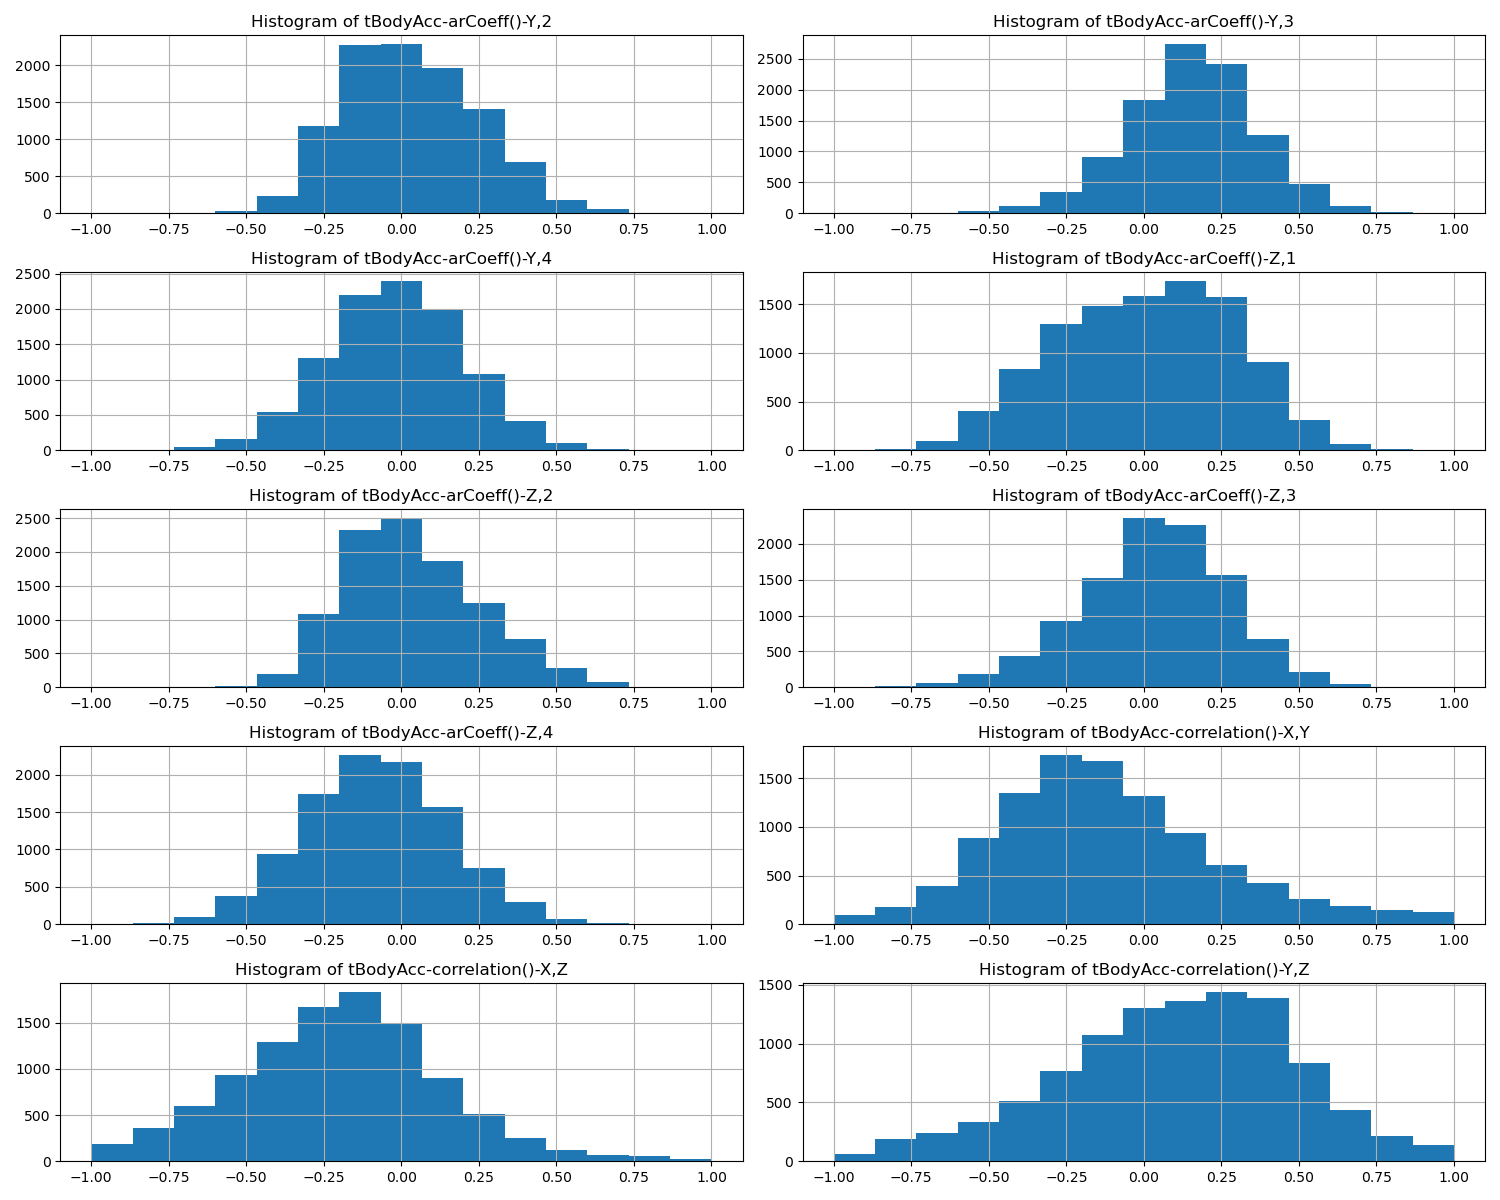 Histogram of tBodyAcc-arCoeff()-Y,2
2000
1500
1000
500
0
−1.00 −0.75 −0.50 −0.25 0.00 0.25 0.50 0.75 1.00
Histogram of tBodyAcc-arCoeff()-Y,3
2500
2000
1500
1000
500
0
−1.00 −0.75 −0.50 −0.25 0.00 0.25 0.50 0.75 1.00
Histogram of tBodyAcc-arCoeff()-Y,4
2500
2000
1500
1000
500
0
−1.00 −0.75 −0.50 −0.25 0.00 0.25 0.50 0.75 1.00
Histogram of tBodyAcc-arCoeff()-Z,1
1500
1000
500
0
−1.00 −0.75 −0.50 −0.25 0.00 0.25 0.50 0.75 1.00
Histogram of tBodyAcc-arCoeff()-Z,2
2500
2000
1500
1000
500
0
−1.00 −0.75 −0.50 −0.25 0.00 0.25 0.50 0.75 1.00
Histogram of tBodyAcc-arCoeff()-Z,3
2000
1500
1000
500
0
−1.00 −0.75 −0.50 −0.25 0.00 0.25 0.50 0.75 1.00
Histogram of tBodyAcc-arCoeff()-Z,4
2000
1500
1000
500
0
−1.00 −0.75 −0.50 −0.25 0.00 0.25 0.50 0.75 1.00
Histogram of tBodyAcc-correlation()-X,Y
1500
1000
500
0
−1.00 −0.75 −0.50 −0.25 0.00 0.25 0.50 0.75 1.00
Histogram of tBodyAcc-correlation()-X,Z
1500
1000
500
0
−1.00 −0.75 −0.50 −0.25 0.00 0.25 0.50 0.75 1.00
Histogram of tBodyAcc-correlation()-Y,Z
1500
1000
500
0
−1.00 −0.75 −0.50 −0.25 0.00 0.25 0.50 0.75 1.00